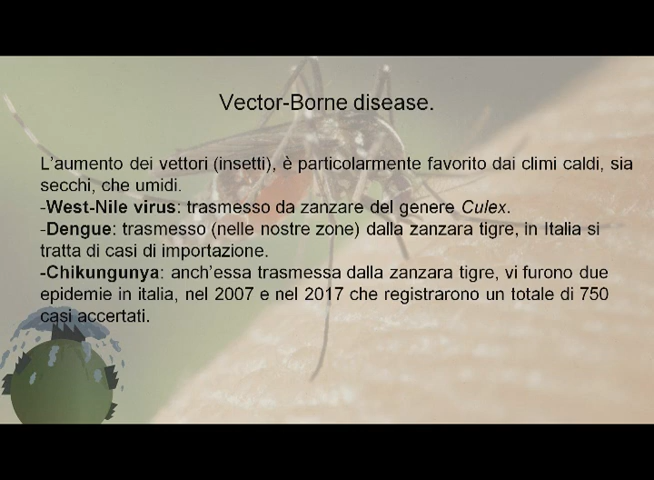 Vector-Borne disease.
L'aumento dei vettori (insetti), è particolarmente favorito dai climi caldi, sia
secchi, che umidi.
-West-Nile virus: trasmesso da zanzare del genere Culex.
-Dengue: trasmesso (nelle nostre zone) dalla zanzara tigre, in Italia si
tratta di casi di importazione.
-Chikungunya: anch'essa trasmessa dalla zanzara tigre, vi furono due
epidemie in italia, nel 2007 e nel 2017 che registrarono un totale di 750
casi accertati.